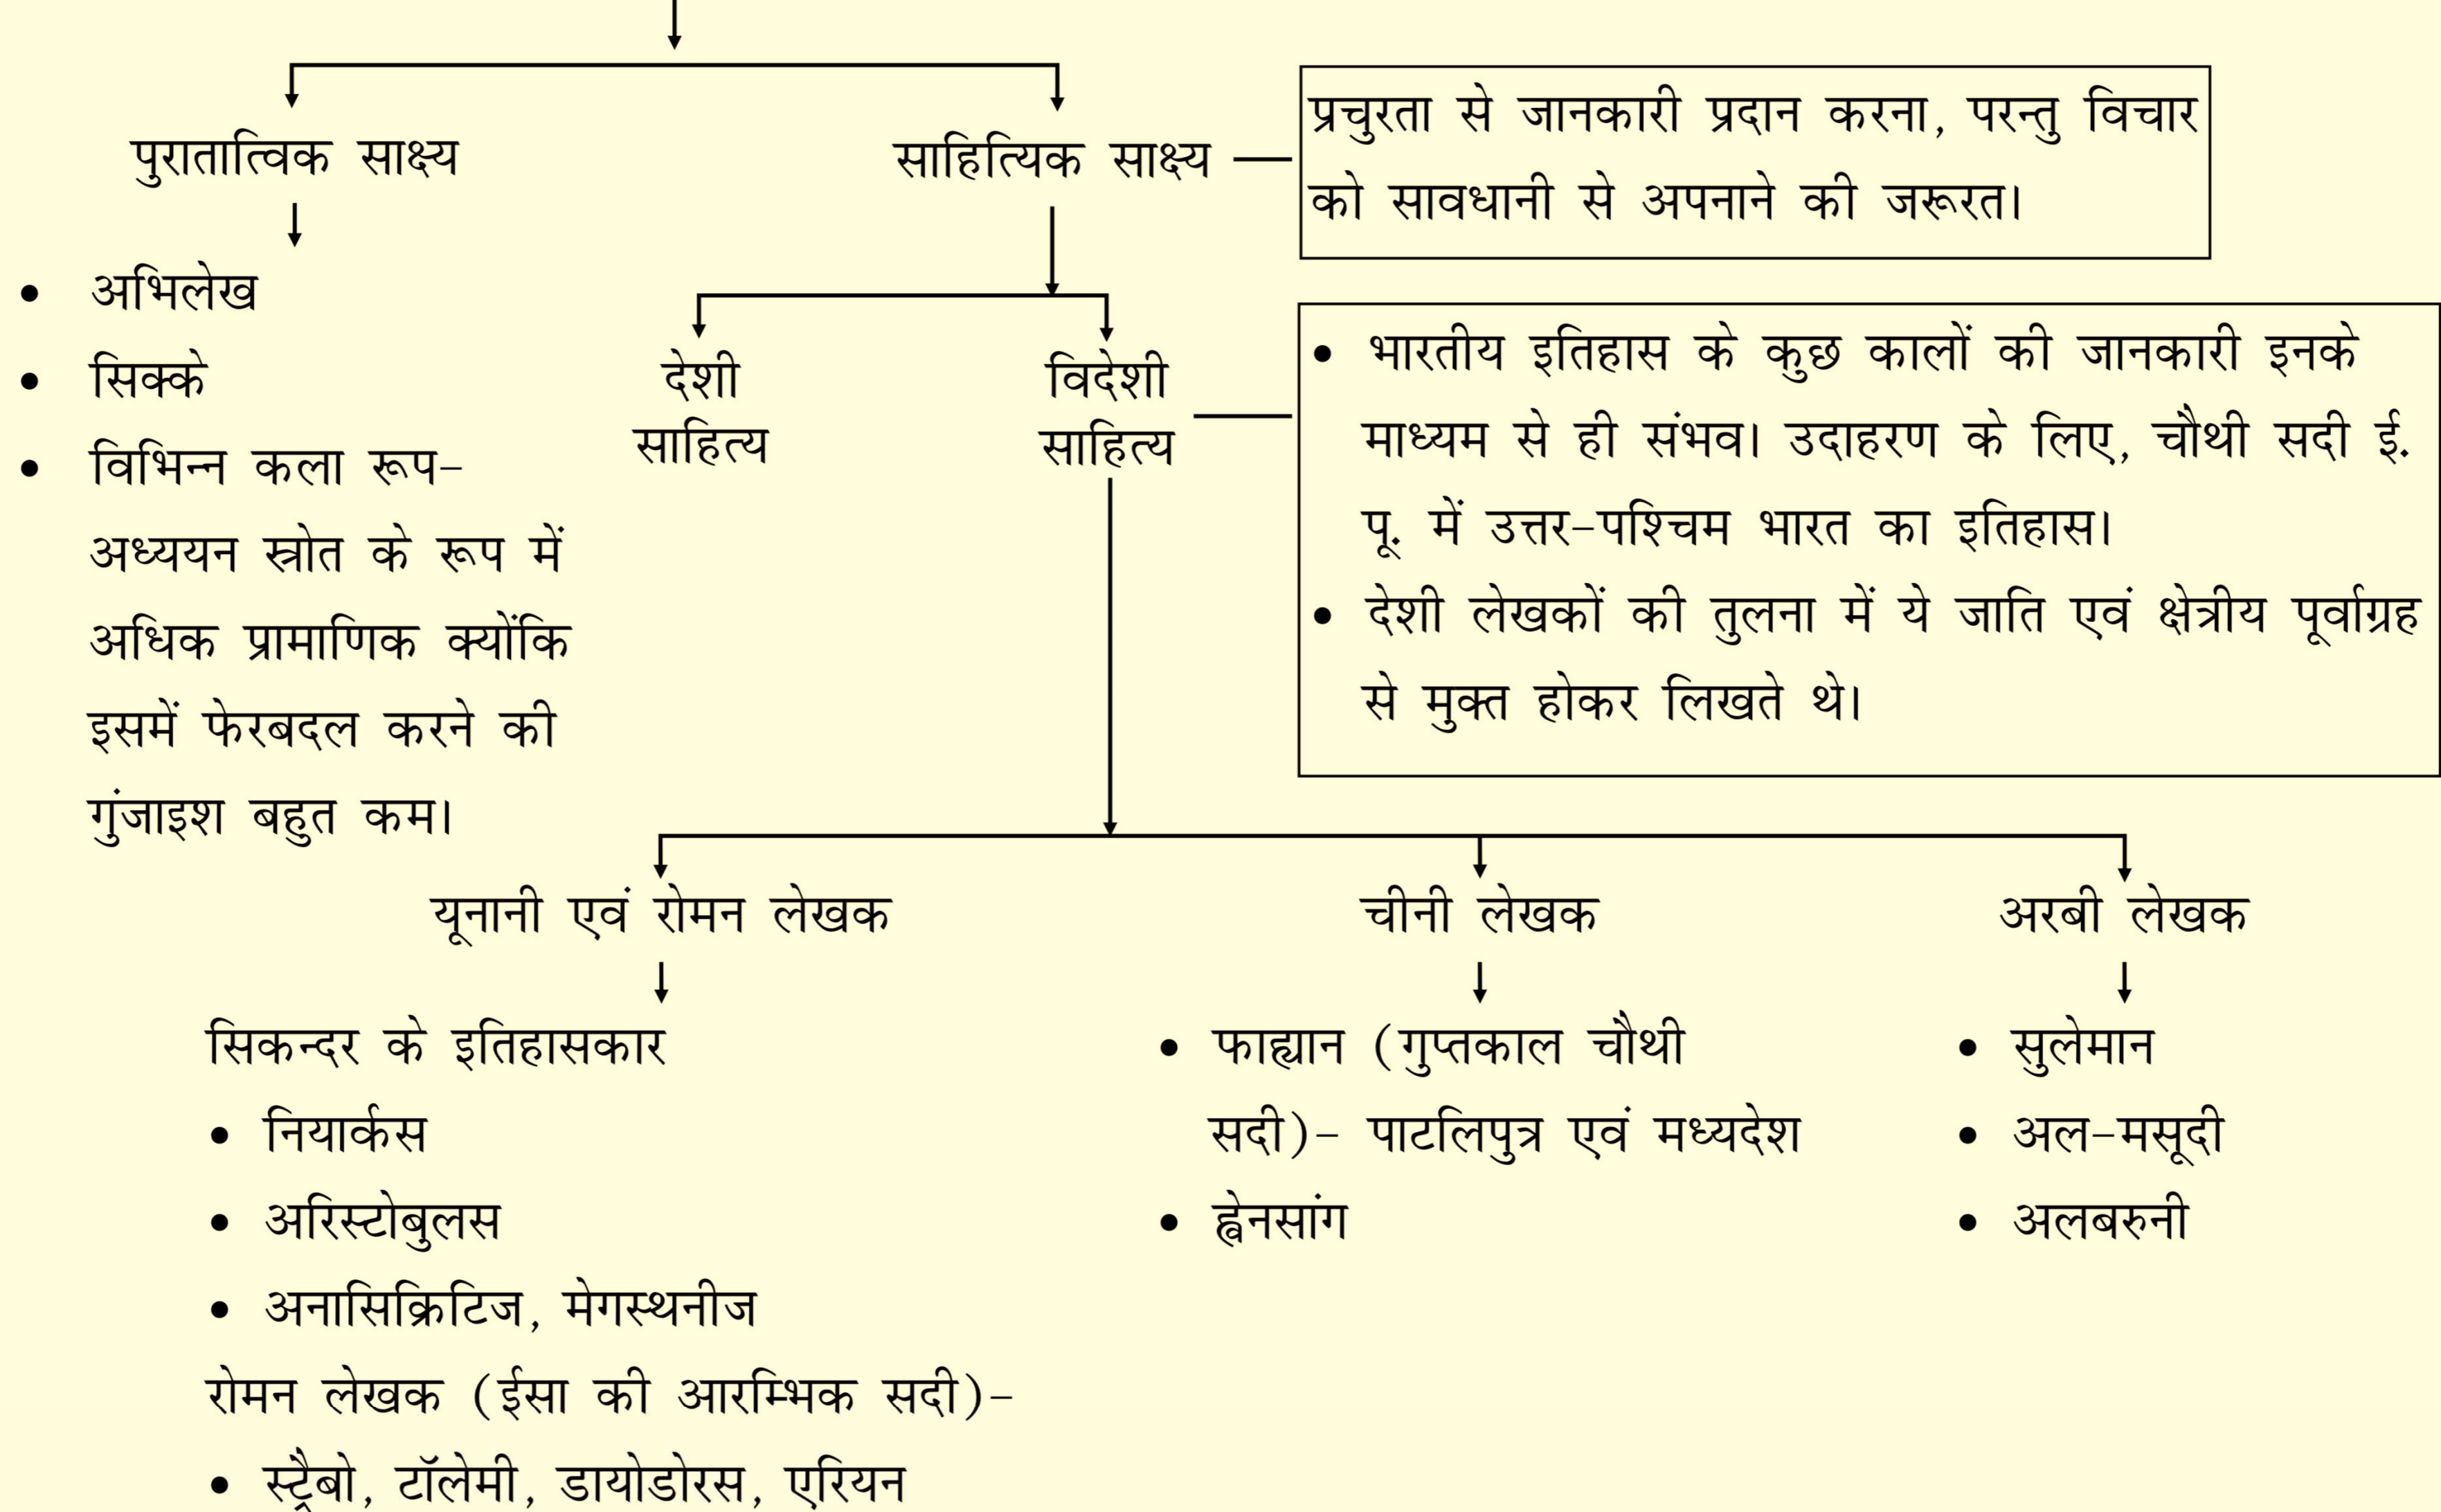 पुरातात्विक साक्ष्य
• अभिलेख
• सिक्के
• विभिन्न कला रूप-
अध्ययन स्त्रोत के रूप में
अधिक प्रामाणिक क्योंकि
इसमें फेरबदल करने की
गुंजाइश बहुत कम।
साहित्यिक साक्ष्य
प्रचुरता से जानकारी प्रदान करना, परन्तु विचार
को सावधानी से अपनाने की जरूरत।
देशी
साहित्य
विदेशी
साहित्य
• भारतीय इतिहास के कुछ कालों की जानकारी इनके
माध्यम से ही संभव। उदाहरण के लिए, चौथी सदी ई.
पू. में उत्तर-पश्चिम भारत का इतिहास।
• देशी लेखकों की तुलना में ये जाति एवं क्षेत्रीय पूर्वाग्रह
से मुक्त होकर लिखते थे।
यूनानी एवं रोमन लेखक
सिकन्दर के इतिहासकार
• नियार्कस
• अरिस्टोबुलस
• अनासिक्रिटिज, मेगस्थनीज
रोमन लेखक (ईसा की आरम्भिक सदी)-
• स्ट्रैबो, टॉलेमी, डायोडोरस, एरियन
चीनी लेखक
• फाह्यान (गुप्तकाल चौथी
सदी)- पाटलिपुत्र एवं मध्यदेश
• ह्वेनसांग
अरबी लेखक
• सुलेमान
• अल-मसूदी
• अलबरुनी